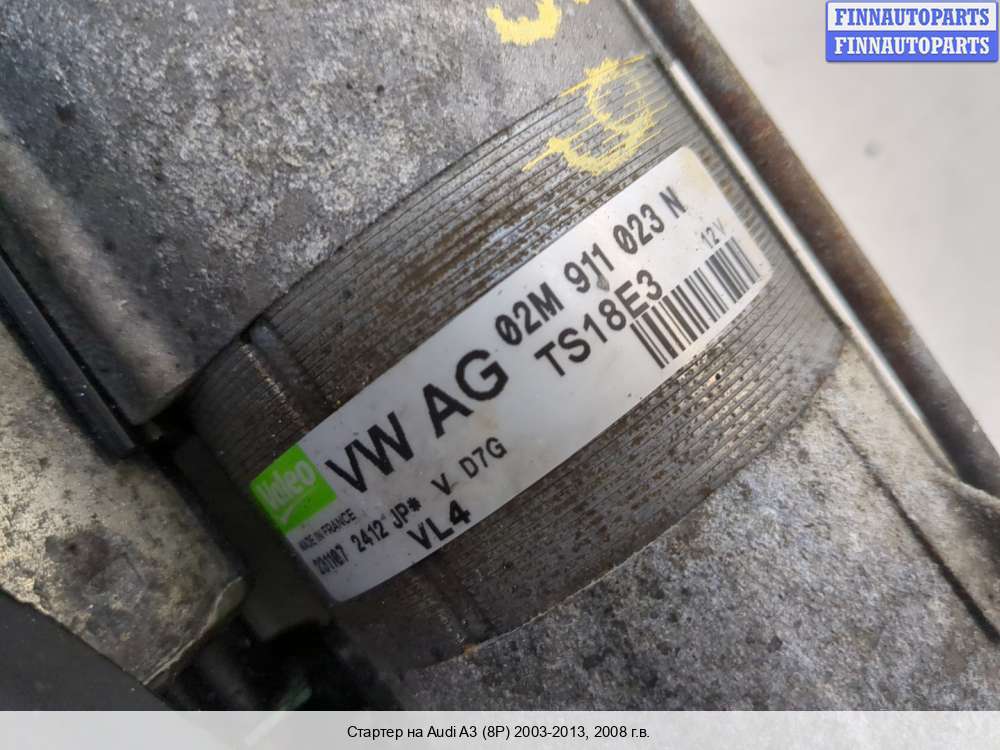 FINNAUTOPARTS
FINNAUTOPARTS
VW AG 02M 911 023 N
TS18E3 12V
Valeo V D7G
MADE IN FRANCE
231107 2412 JP* VL4
Стартер на Audi A3 (8P) 2003-2013, 2008 г.в.